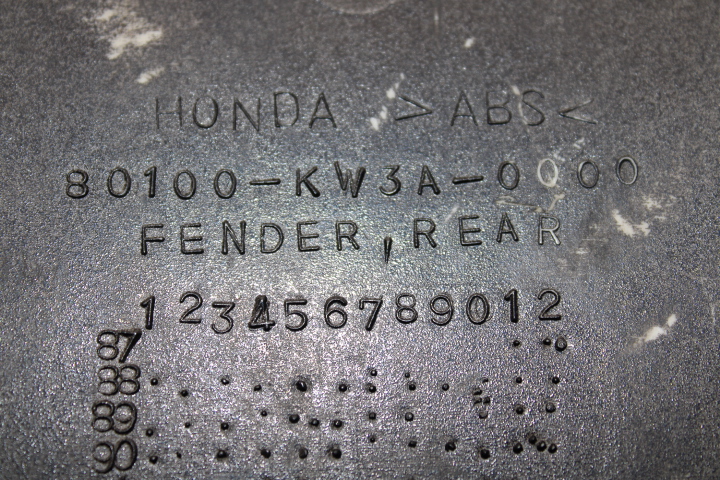 HONDA >ABS<
80100-KW3A-0000
FENDER, REAR
123456789012
87
88
89
90